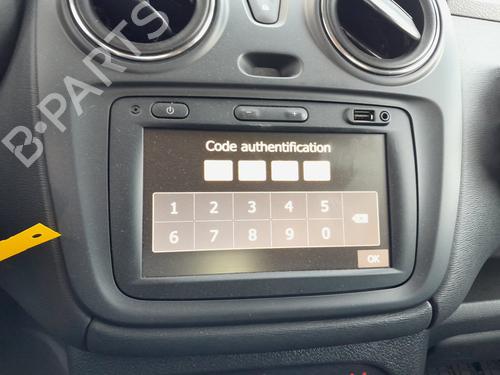 B-PARTS
Code authentification
1 2 3 4 5
6 7 8 9 0
OK